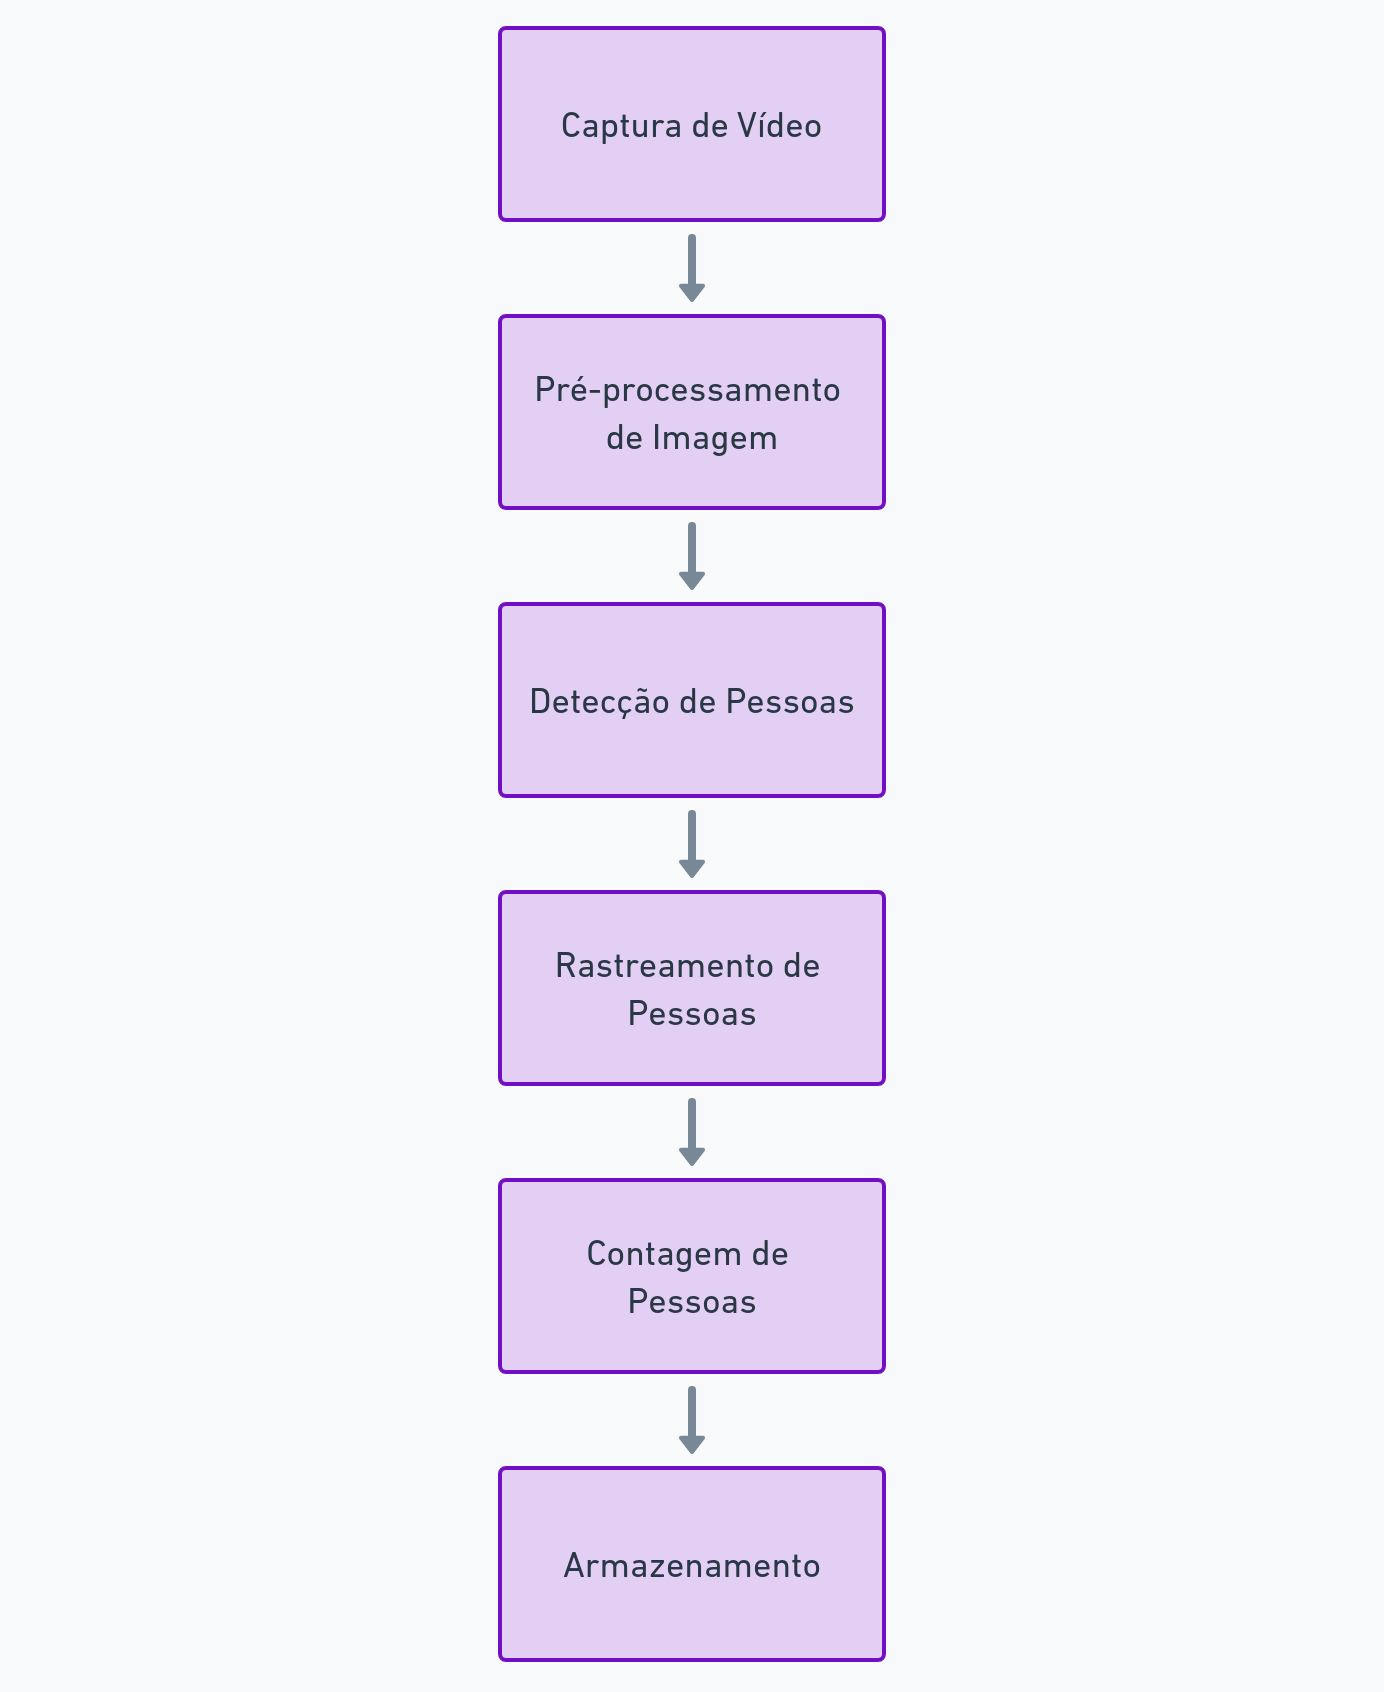 Captura de Vídeo
Pré-processamento
de Imagem
Detecção de Pessoas
Rastreamento de
Pessoas
Contagem de
Pessoas
Armazenamento